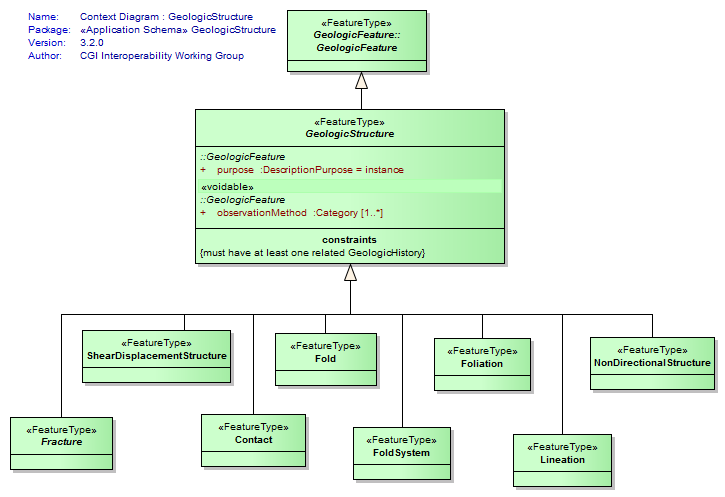 Name: Context Diagram : GeologicStructure
Package: «Application Schema» GeologicStructure
Version: 3.2.0
Author: CGI Interoperability Working Group
«FeatureType»
GeologicFeature::
GeologicFeature
«FeatureType»
GeologicStructure
::GeologicFeature
+ purpose :DescriptionPurpose = instance
«voidable»
::GeologicFeature
+ observationMethod :Category [1..*]
constraints
{must have at least one related GeologicHistory}
«FeatureType»
ShearDisplacementStructure
«FeatureType»
Fold
«FeatureType»
Foliation
«FeatureType»
NonDirectionalStructure
«FeatureType»
Fracture
«FeatureType»
Contact
«FeatureType»
FoldSystem
«FeatureType»
Lineation